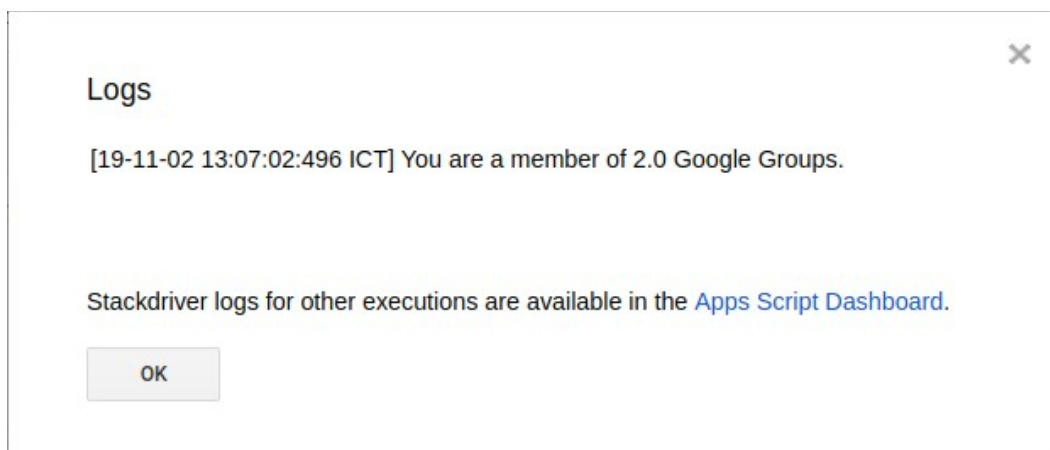 Logs
[19-11-02 13:07:02:496 ICT] You are a member of 2.0 Google Groups.
Stackdriver logs for other executions are available in the Apps Script Dashboard.
OK